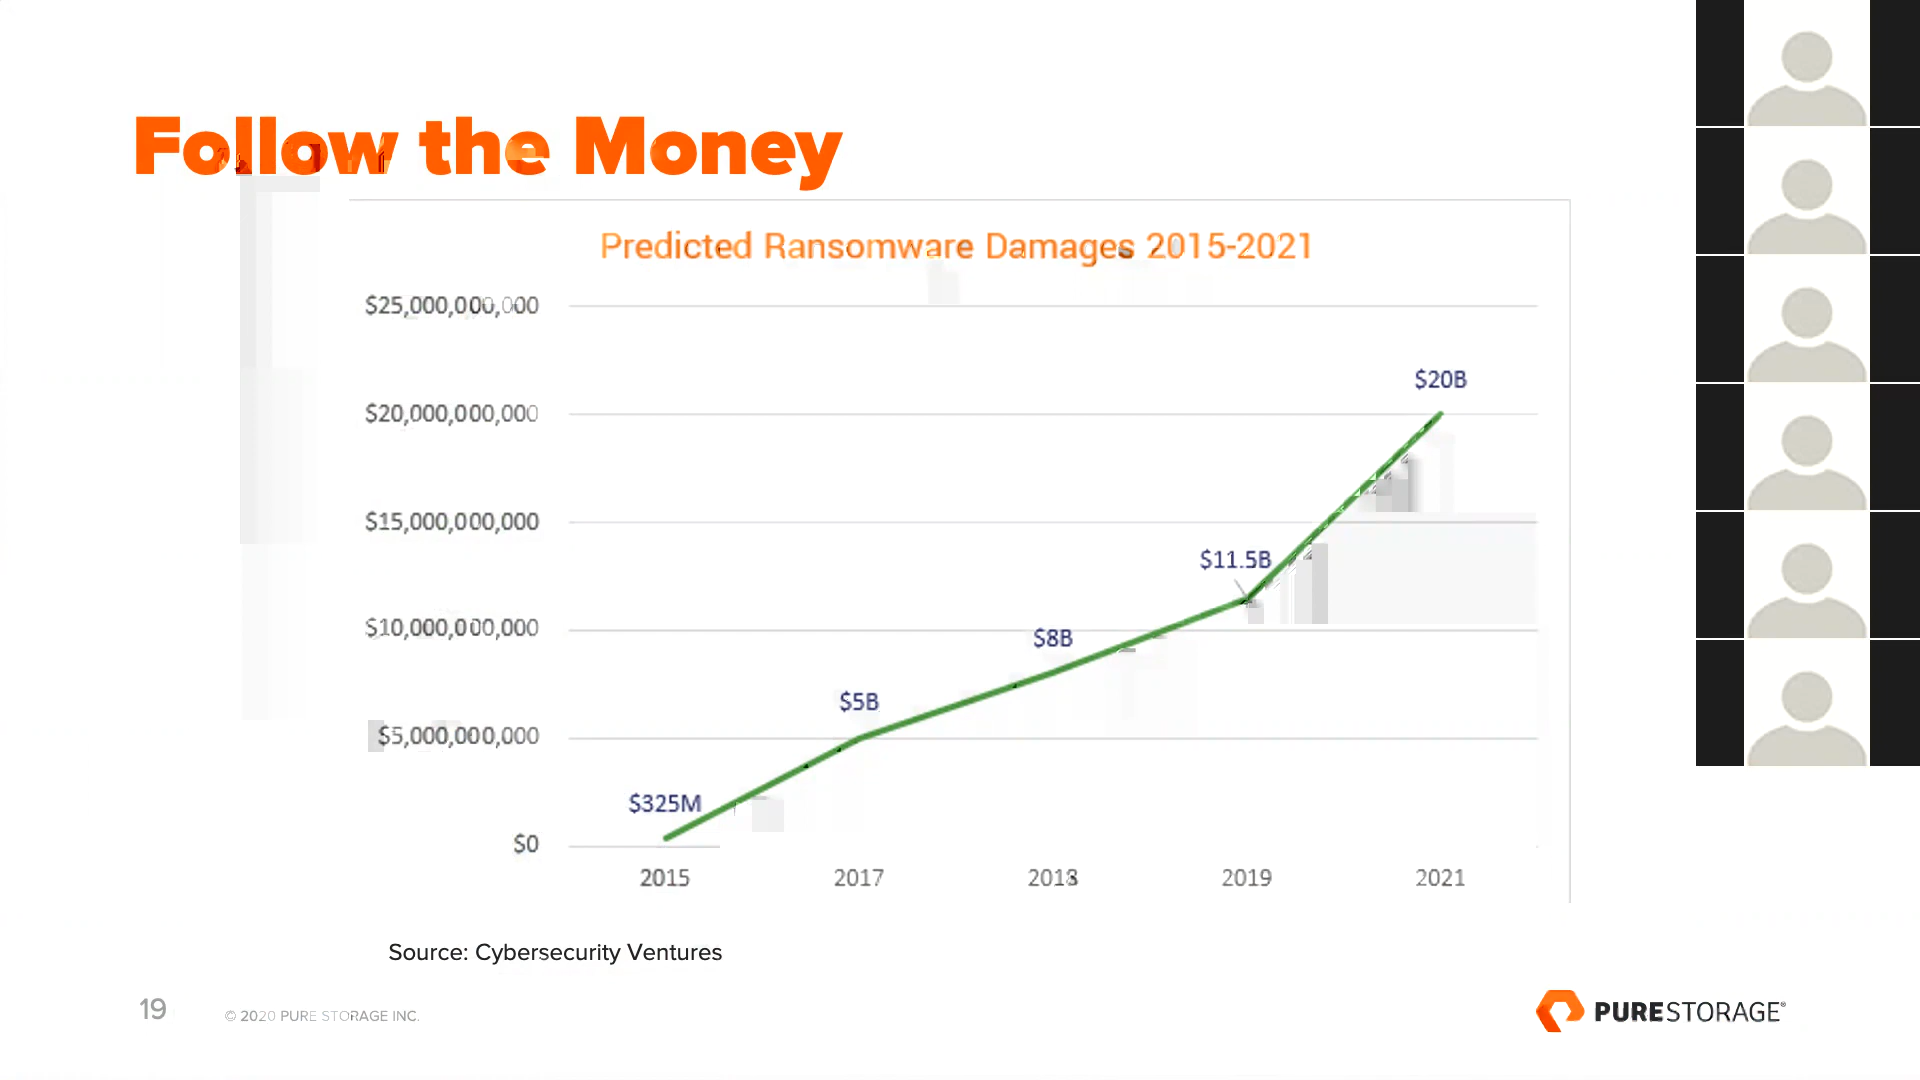 Follow the Money
Predicted Ransomware Damages 2015-2021
$25,000,000,000
$20,000,000,000
$15,000,000,000
$10,000,000,000
$5,000,000,000
$0
$325M
$5B
$8B
$11.5B
$20B
2015
2017
2018
2019
2021
Source: Cybersecurity Ventures
19
© 2020 PURE STORAGE INC.
PURESTORAGE®